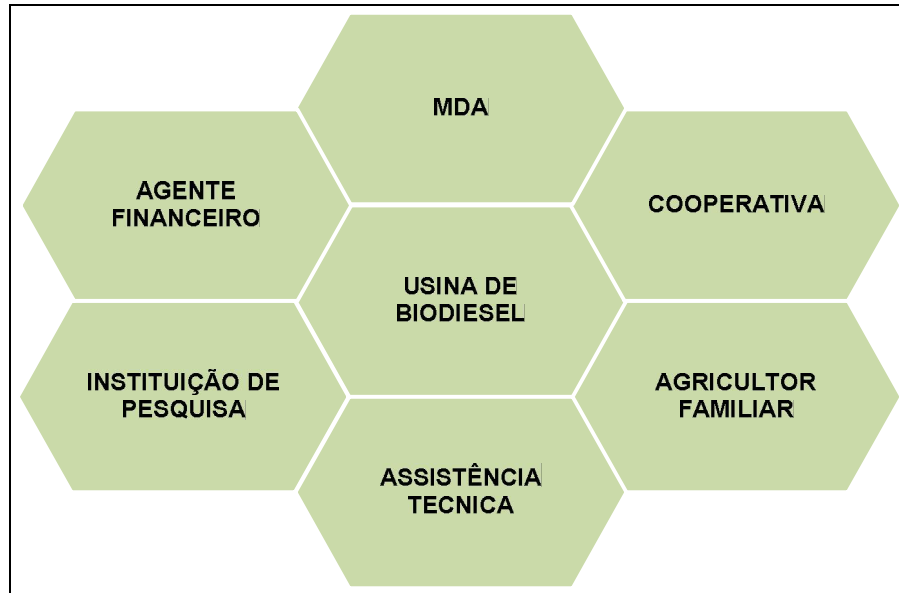 MDA
AGENTE
FINANCEIRO
COOPERATIVA
USINA DE
BIODIESEL
INSTITUIÇÃO DE
PESQUISA
AGRICULTOR
FAMILIAR
ASSISTÊNCIA
TECNICA